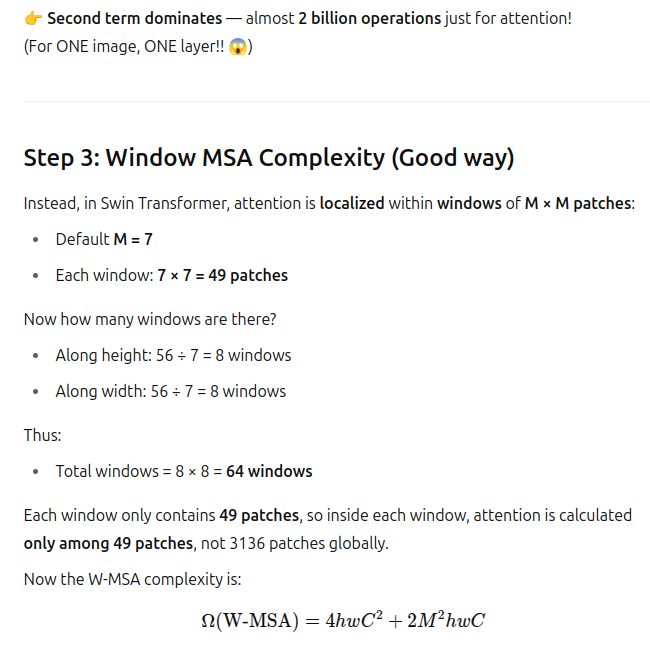 👉 Second term dominates — almost 2 billion operations just for attention!
(For ONE image, ONE layer!! 😱)
Step 3: Window MSA Complexity (Good way)
Instead, in Swin Transformer, attention is localized within windows of M × M patches:
• Default M = 7
• Each window: 7 × 7 = 49 patches
Now how many windows are there?
• Along height: 56 ÷ 7 = 8 windows
• Along width: 56 ÷ 7 = 8 windows
Thus:
• Total windows = 8 × 8 = 64 windows
Each window only contains 49 patches, so inside each window, attention is calculated
only among 49 patches, not 3136 patches globally.
Now the W-MSA complexity is:
Ω(W-MSA) = 4hwC² + 2M²hwC